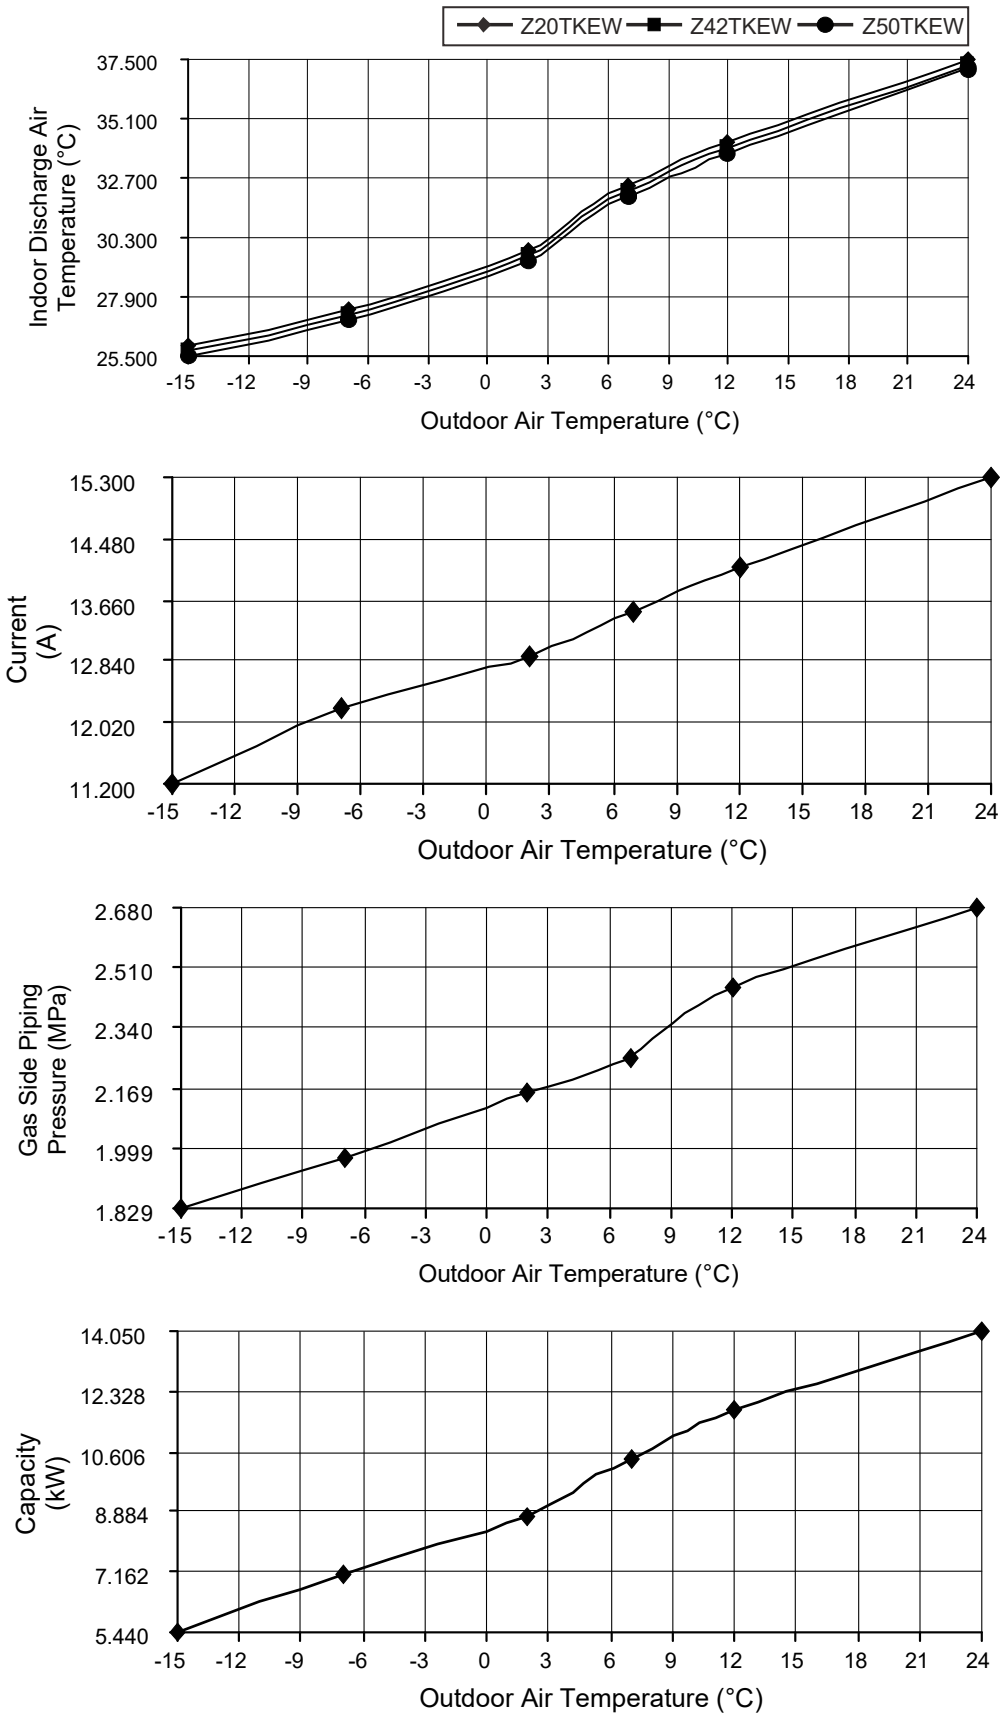 Z20TKEW Z42TKEW Z50TKEW
37.500
35.100
32.700
30.300
27.900
25.500
Indoor Discharge Air
Temperature (°C)
-15 -12 -9 -6 -3 0 3 6 9 12 15 18 21 24
Outdoor Air Temperature (°C)
15.300
14.480
13.660
12.840
12.020
11.200
Current
(A)
-15 -12 -9 -6 -3 0 3 6 9 12 15 18 21 24
Outdoor Air Temperature (°C)
2.680
2.510
2.340
2.169
1.999
1.829
Gas Side Piping
Pressure (MPa)
-15 -12 -9 -6 -3 0 3 6 9 12 15 18 21 24
Outdoor Air Temperature (°C)
14.050
12.328
10.606
8.884
7.162
5.440
Capacity
(kW)
-15 -12 -9 -6 -3 0 3 6 9 12 15 18 21 24
Outdoor Air Temperature (°C)